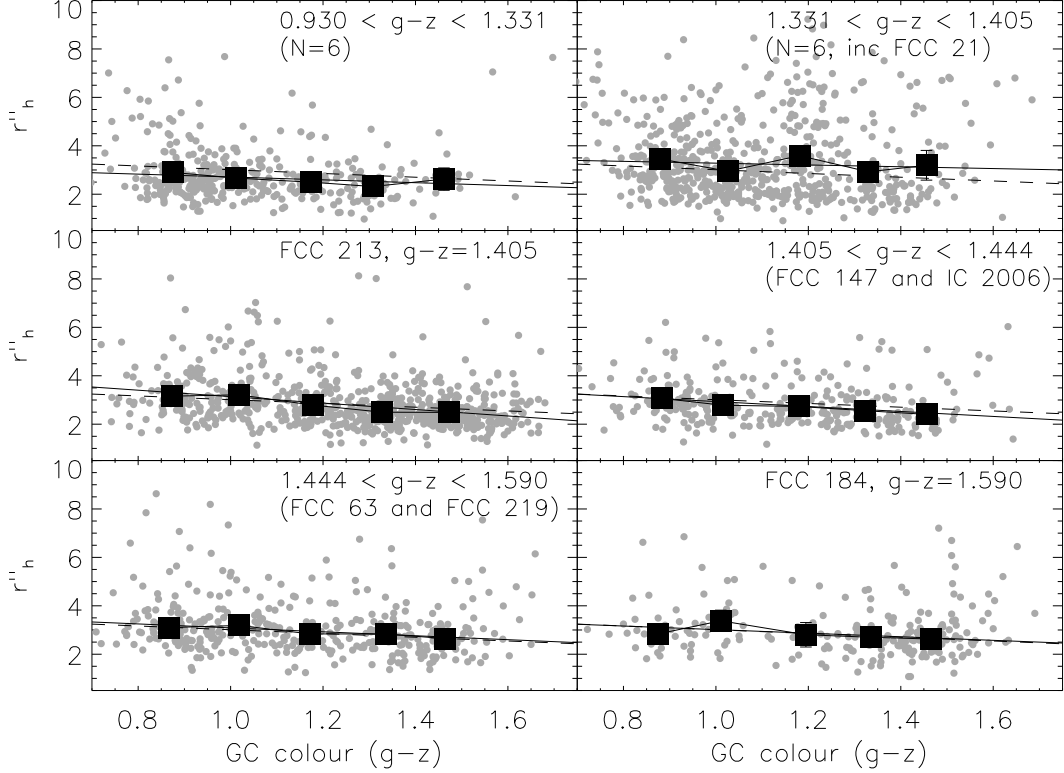 0.930 < g-z < 1.331
(N=6)
1.331 < g-z < 1.405
(N=6, inc FCC 21)
10
8
6
4
2
r"h
FCC 213, g-z=1.405
1.405 < g-z < 1.444
(FCC 147 and IC 2006)
10
8
6
4
2
r"h
1.444 < g-z < 1.590
(FCC 63 and FCC 219)
FCC 184, g-z=1.590
10
8
6
4
2
r"h
0.8 1.0 1.2 1.4 1.6
0.8 1.0 1.2 1.4 1.6
GC colour (g-z)
GC colour (g-z)